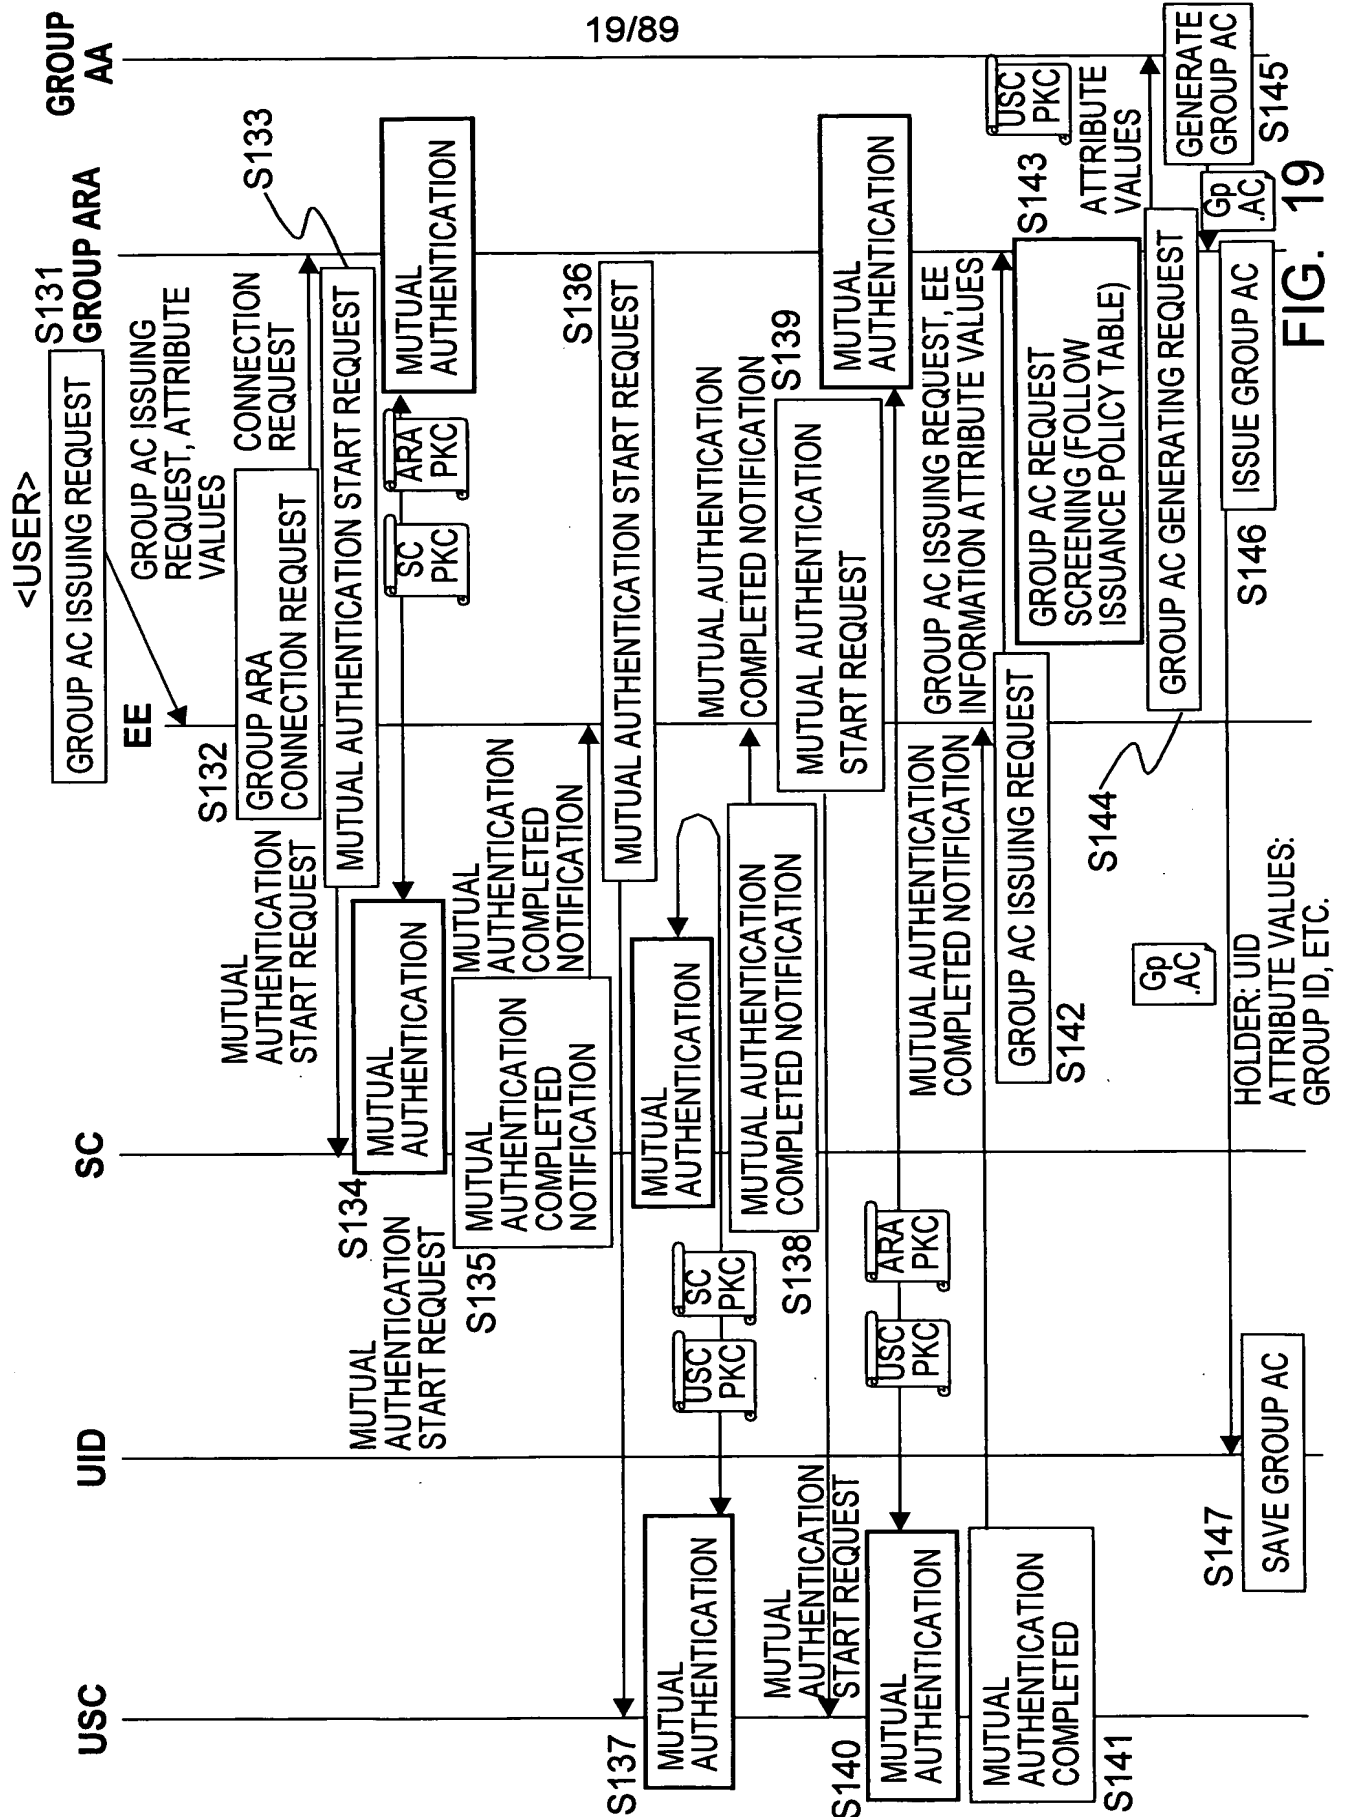 19/89
USC
UID
SC
EE
GROUP ARA
GROUP
AA
<USER>
S131
GROUP AC ISSUING REQUEST
GROUP AC ISSUING
REQUEST, ATTRIBUTE
VALUES
S132
GROUP ARA
CONNECTION REQUEST
CONNECTION
REQUEST
S133
MUTUAL AUTHENTICATION START REQUEST
MUTUAL
AUTHENTICATION
START REQUEST
S134
MUTUAL
AUTHENTICATION
SC
PKC
ARA
PKC
MUTUAL
AUTHENTICATION
S135
MUTUAL
AUTHENTICATION
COMPLETED
NOTIFICATION
MUTUAL
AUTHENTICATION
COMPLETED
NOTIFICATION
S136
MUTUAL AUTHENTICATION START REQUEST
MUTUAL
AUTHENTICATION
START REQUEST
S137
MUTUAL
AUTHENTICATION
USC
PKC
SC
PKC
MUTUAL
AUTHENTICATION
S138
MUTUAL AUTHENTICATION
COMPLETED NOTIFICATION
MUTUAL AUTHENTICATION
COMPLETED NOTIFICATION
S139
MUTUAL AUTHENTICATION
START REQUEST
MUTUAL
AUTHENTICATION
START REQUEST
S140
MUTUAL
AUTHENTICATION
USC
PKC
ARA
PKC
MUTUAL
AUTHENTICATION
S141
MUTUAL
AUTHENTICATION
COMPLETED
MUTUAL AUTHENTICATION
COMPLETED NOTIFICATION
S142
GROUP AC ISSUING REQUEST
GROUP AC ISSUING REQUEST, EE
INFORMATION ATTRIBUTE VALUES
S143
GROUP AC REQUEST
SCREENING (FOLLOW
ISSUANCE POLICY TABLE)
USC
PKC
ATTRIBUTE
VALUES
S144
GROUP AC GENERATING REQUEST
GENERATE
GROUP AC
S145
Gp
.AC
ISSUE GROUP AC
S146
Gp
.AC
HOLDER: UID
ATTRIBUTE VALUES:
GROUP ID, ETC.
S147
SAVE GROUP AC
FIG. 19